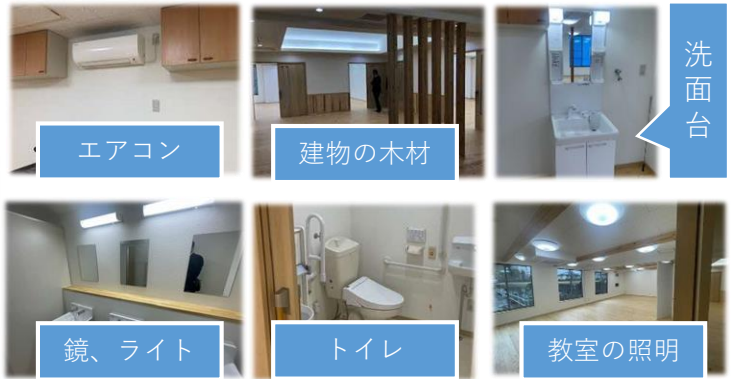 エアコン
建物の木材
洗面台
鏡、ライト
トイレ
教室の照明